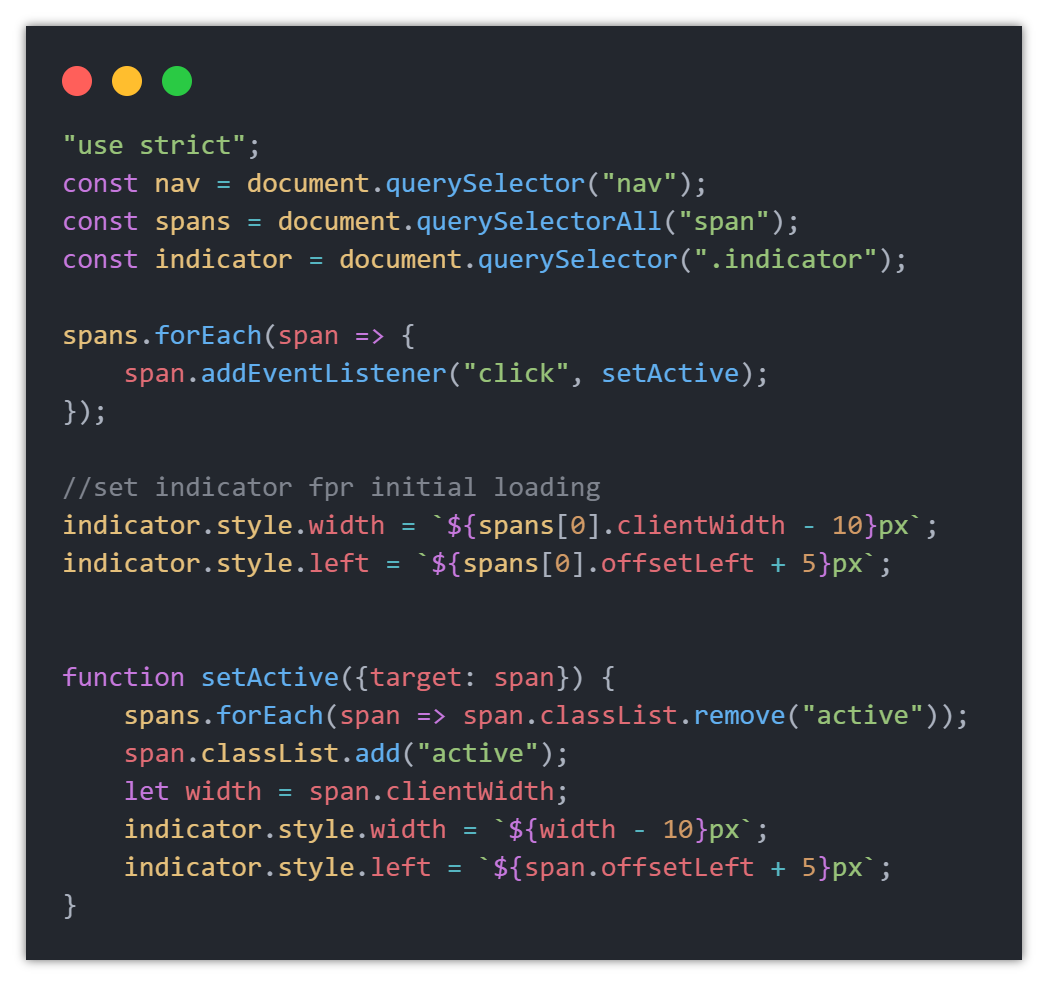 "use strict";
const nav = document.querySelector("nav");
const spans = document.querySelectorAll("span");
const indicator = document.querySelector(".indicator");
spans.forEach(span => {
    span.addEventListener("click", setActive);
});
//set indicator fpr initial loading
indicator.style.width = `${spans[0].clientWidth - 10}px`;
indicator.style.left = `${spans[0].offsetLeft + 5}px`;
function setActive({target: span}) {
    spans.forEach(span => span.classList.remove("active"));
    span.classList.add("active");
    let width = span.clientWidth;
    indicator.style.width = `${width - 10}px`;
    indicator.style.left = `${span.offsetLeft + 5}px`;
}